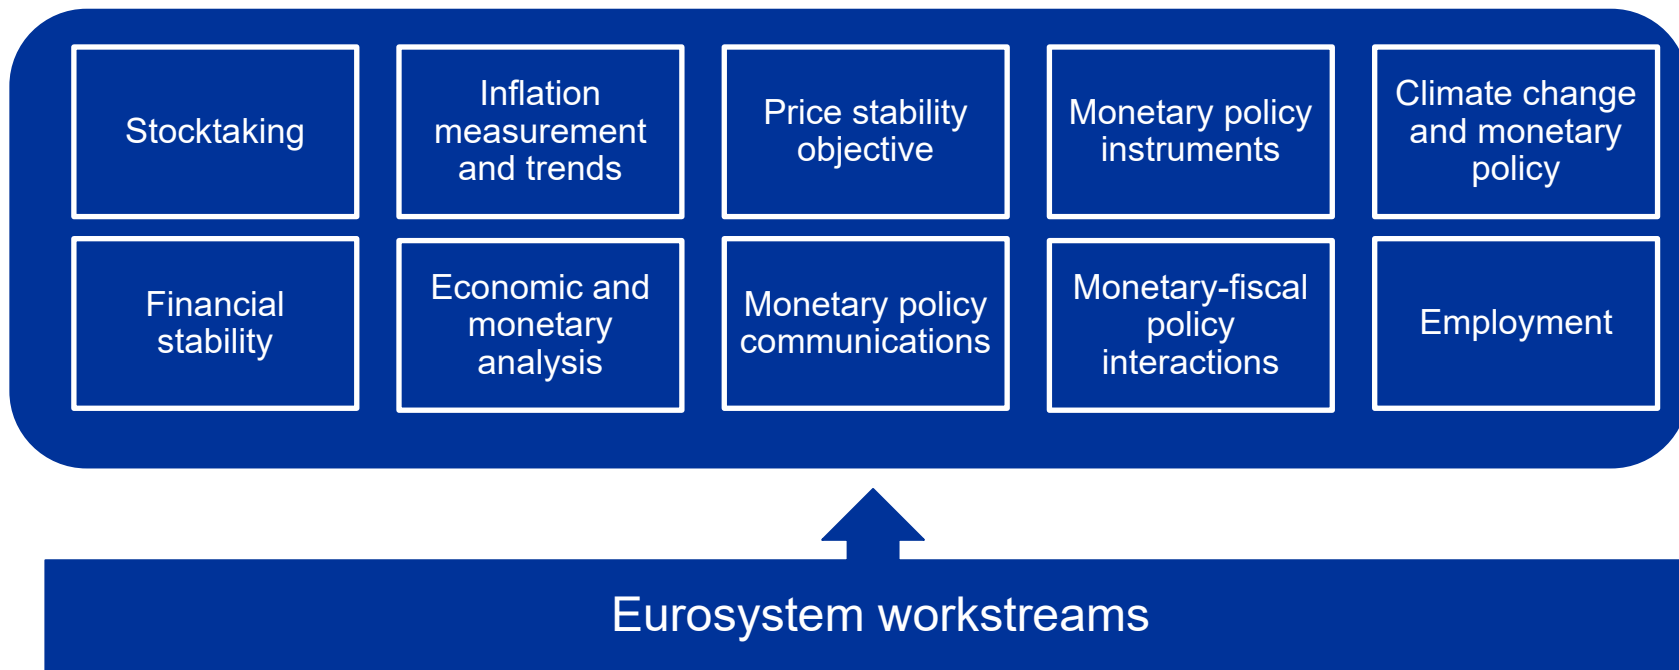 Stocktaking
Inflation
measurement
and trends
Price stability
objective
Monetary policy
instruments
Climate change
and monetary
policy
Financial
stability
Economic and
monetary
analysis
Monetary policy
communications
Monetary-fiscal
policy
interactions
Employment
Eurosystem workstreams